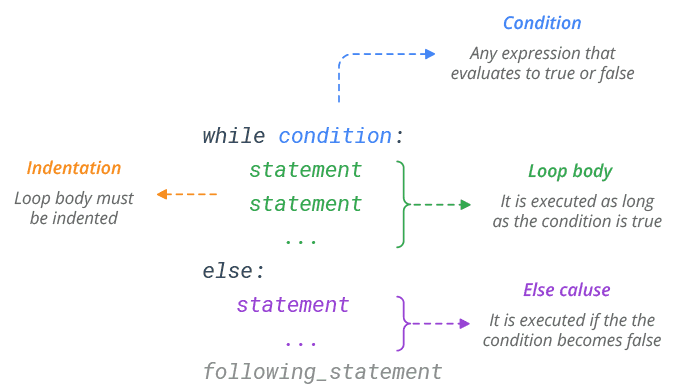 Condition
Any expression that
evaluates to true or false
while condition:
Indentation
Loop body must
be indented
statement
statement
...
Loop body
It is executed as long
as the condition is true
else:
statement
...
Else caluse
It is executed if the the
condition becomes false
following_statement